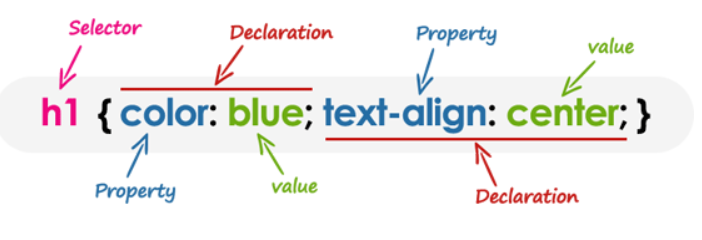 Selector
Declaration
Property
value
h1 { color: blue; text-align: center; }
Property
value
Declaration